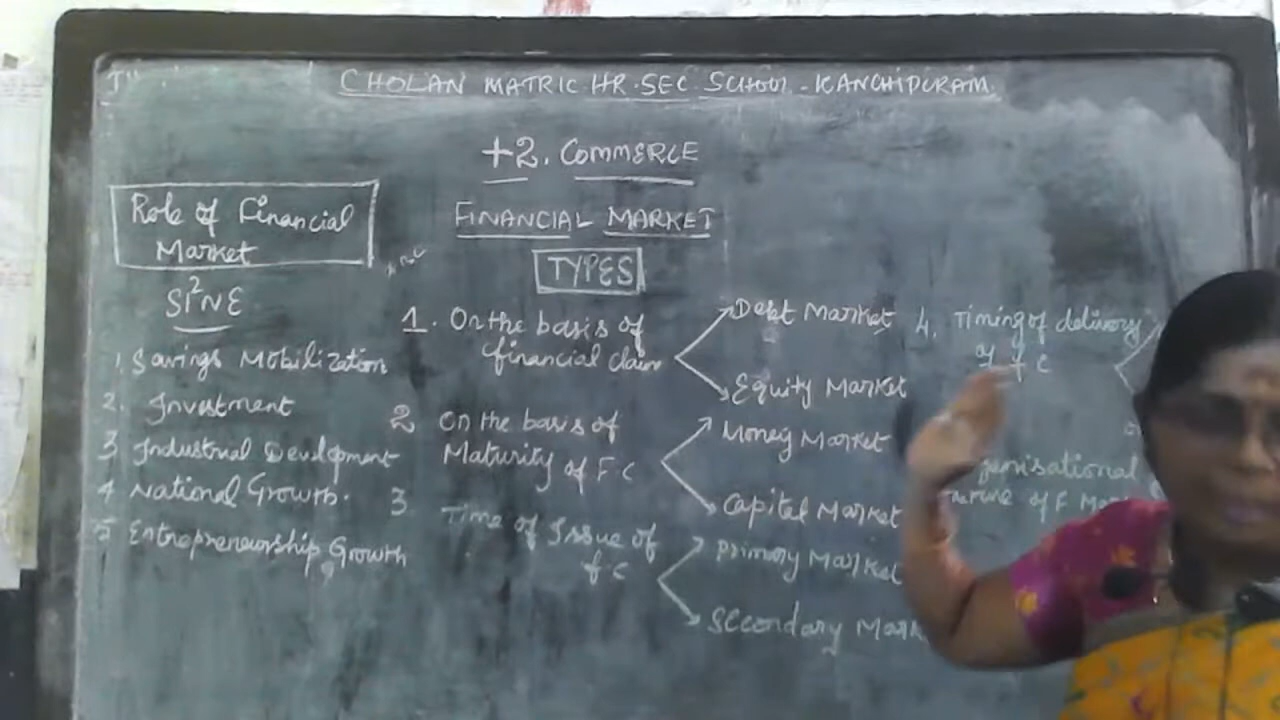 CHOLAN MATRIC. HR. SEC. SCHOOL - KANCHIPURAM.
+2. COMMERCE
Role of Financial
Market
SI²NE
1. Savings Mobilization
2. Investment
3 Industrial Development
4 National Growth.
5 Entrepreneurship Growth
FINANCIAL MARKET
TYPES
1. On the basis of
financial claim
Debt Market
Equity Market
2 On the basis of
Maturity of F C
Money Market
Capital Market
3. Time of Issue of
f c
Primary Market
Secondary
4. Timing of delivery
of f c
of F